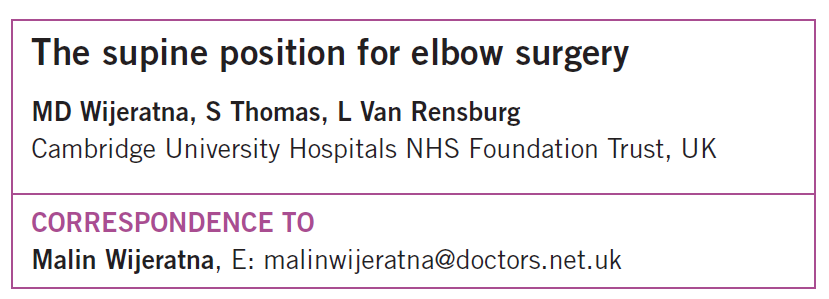 The supine position for elbow surgery
MD Wijeratna, S Thomas, L Van Rensburg
Cambridge University Hospitals NHS Foundation Trust, UK
CORRESPONDENCE TO
Malin Wijeratna, E: malinwijeratna@doctors.net.uk